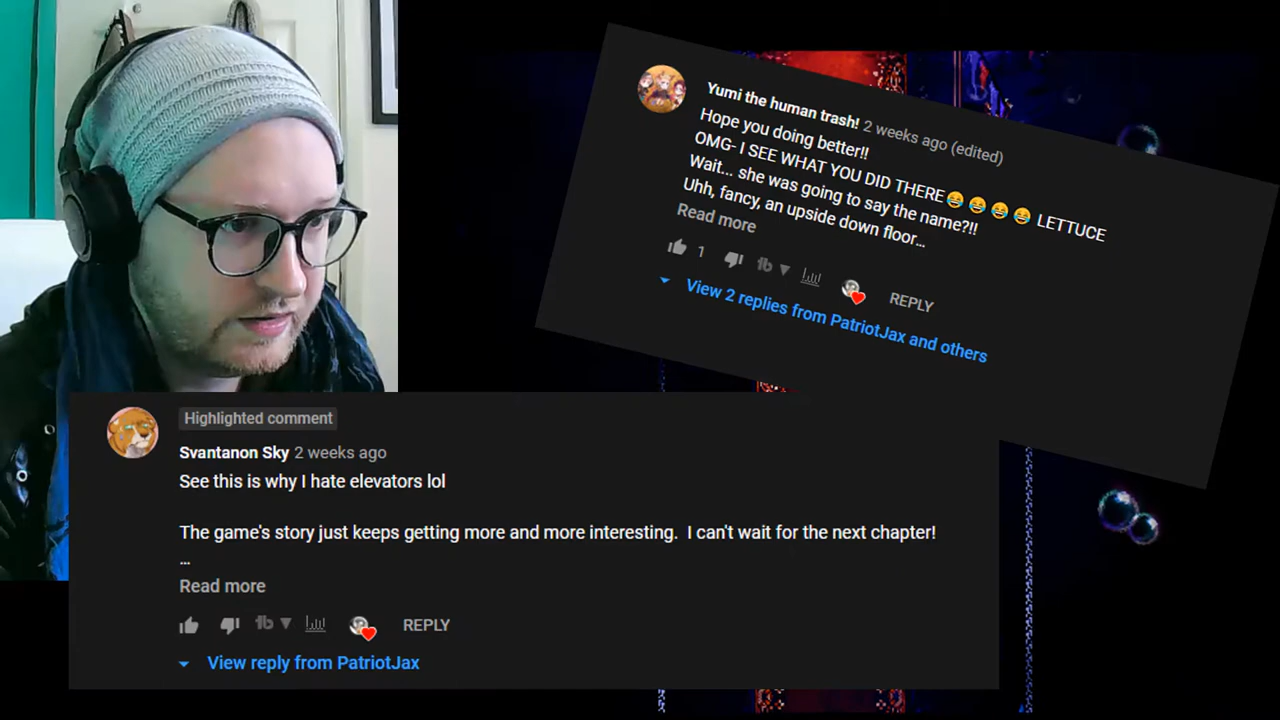 Yumi the human trash! 2 weeks ago (edited)
Hope you doing better!!
OMG- I SEE WHAT YOU DID THERE😂😂😂😂 LETTUCE
Wait... she was going to say the name?!!
Uhh, fancy, an upside down floor...
Read more
1 REPLY
View 2 replies from PatriotJax and others
Highlighted comment
Svantanon Sky 2 weeks ago
See this is why I hate elevators lol
The game's story just keeps getting more and more interesting. I can't wait for the next chapter!
...
Read more
REPLY
View reply from PatriotJax